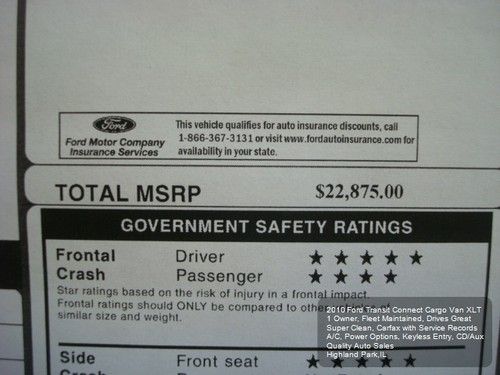 Ford
Ford Motor Company
Insurance Services
This vehicle qualifies for auto insurance discounts, call
1-866-367-3131 or visit www.fordautoinsurance.com for
availability in your state.
TOTAL MSRP $22,875.00
GOVERNMENT SAFETY RATINGS
Frontal Driver ★ ★ ★ ★ ★
Crash Passenger ★ ★ ★ ★
Star ratings based on the risk of injury in a frontal impact.
Frontal ratings should ONLY be compared to other
similar size and weight.
2010 Ford Transit Connect Cargo Van XLT
1 Owner, Fleet Maintained, Drives Great
Super Clean, Carfax with Service Records
A/C, Power Options, Keyless Entry, CD/Aux
Quality Auto Sales
Highland Park,IL
Side Front seat ★ ★ ★ ★ ★
Crash Rear seat